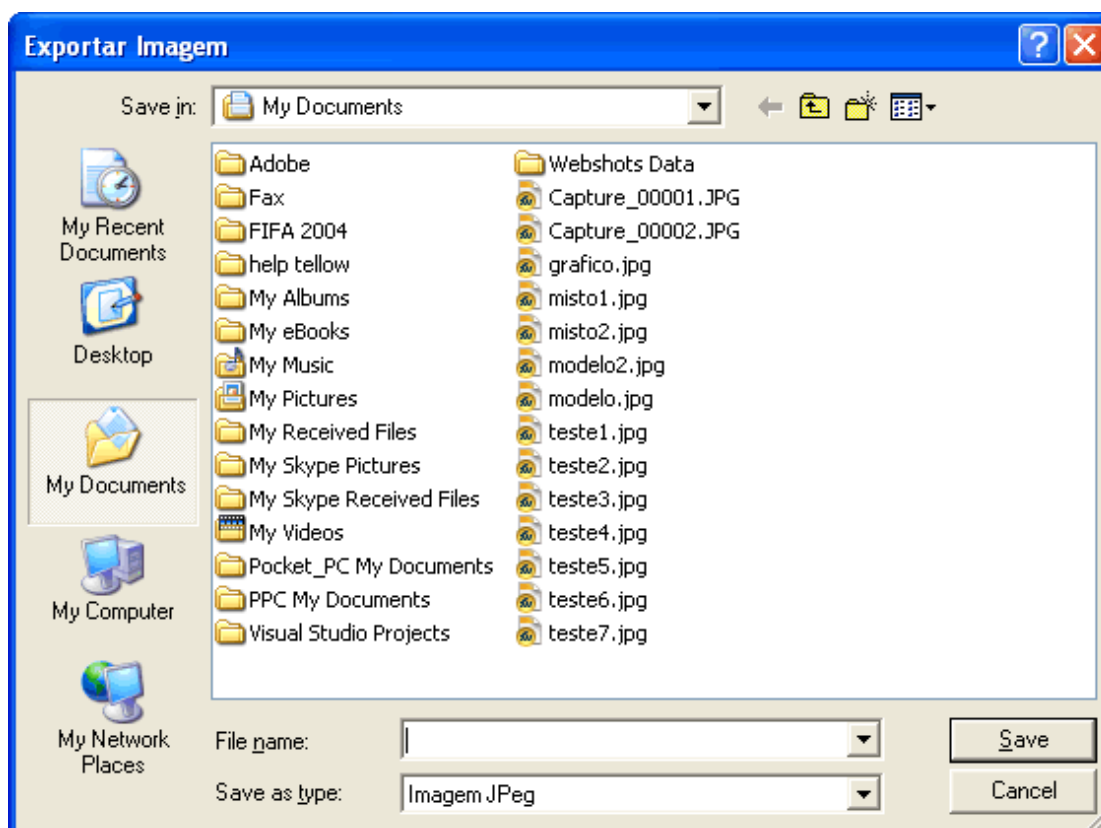 Exportar Imagem
Save in:
My Documents
My Recent
Documents
Desktop
My Documents
My Computer
My Network
Places
Adobe
Fax
FIFA 2004
help tellow
My Albums
My eBooks
My Music
My Pictures
My Received Files
My Skype Pictures
My Skype Received Files
My Videos
Pocket_PC My Documents
PPC My Documents
Visual Studio Projects
Webshots Data
Capture_00001.JPG
Capture_00002.JPG
grafico.jpg
misto1.jpg
misto2.jpg
modelo2.jpg
modelo.jpg
teste1.jpg
teste2.jpg
teste3.jpg
teste4.jpg
teste5.jpg
teste6.jpg
teste7.jpg
File name:
Save
Save as type:
Imagem JPeg
Cancel